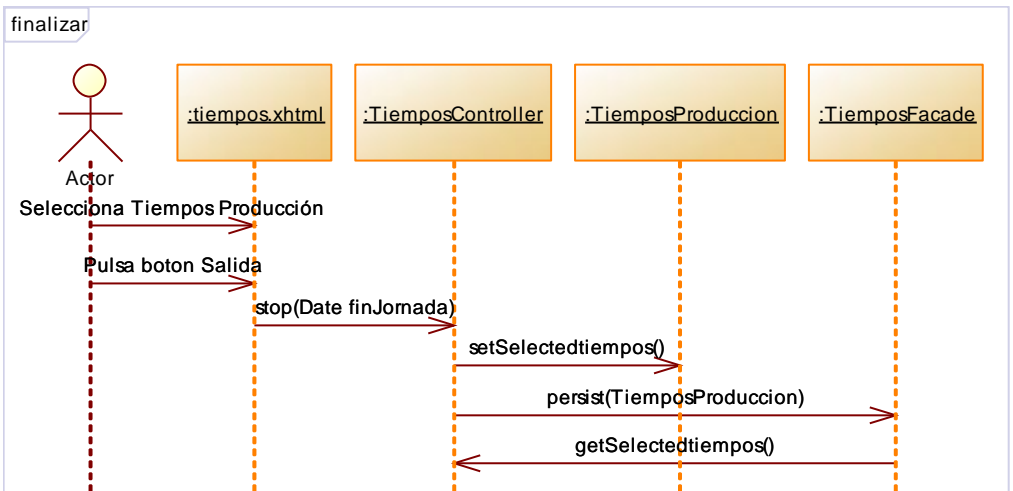 finalizar
:tiempos.xhtml
:TiemposController
:TiemposProduccion
:TiemposFacade
Actor
Selecciona Tiempos Producción
Pulsa boton Salida
stop(Date finJornada)
setSelectedtiempos()
persist(TiemposProduccion)
getSelectedtiempos()